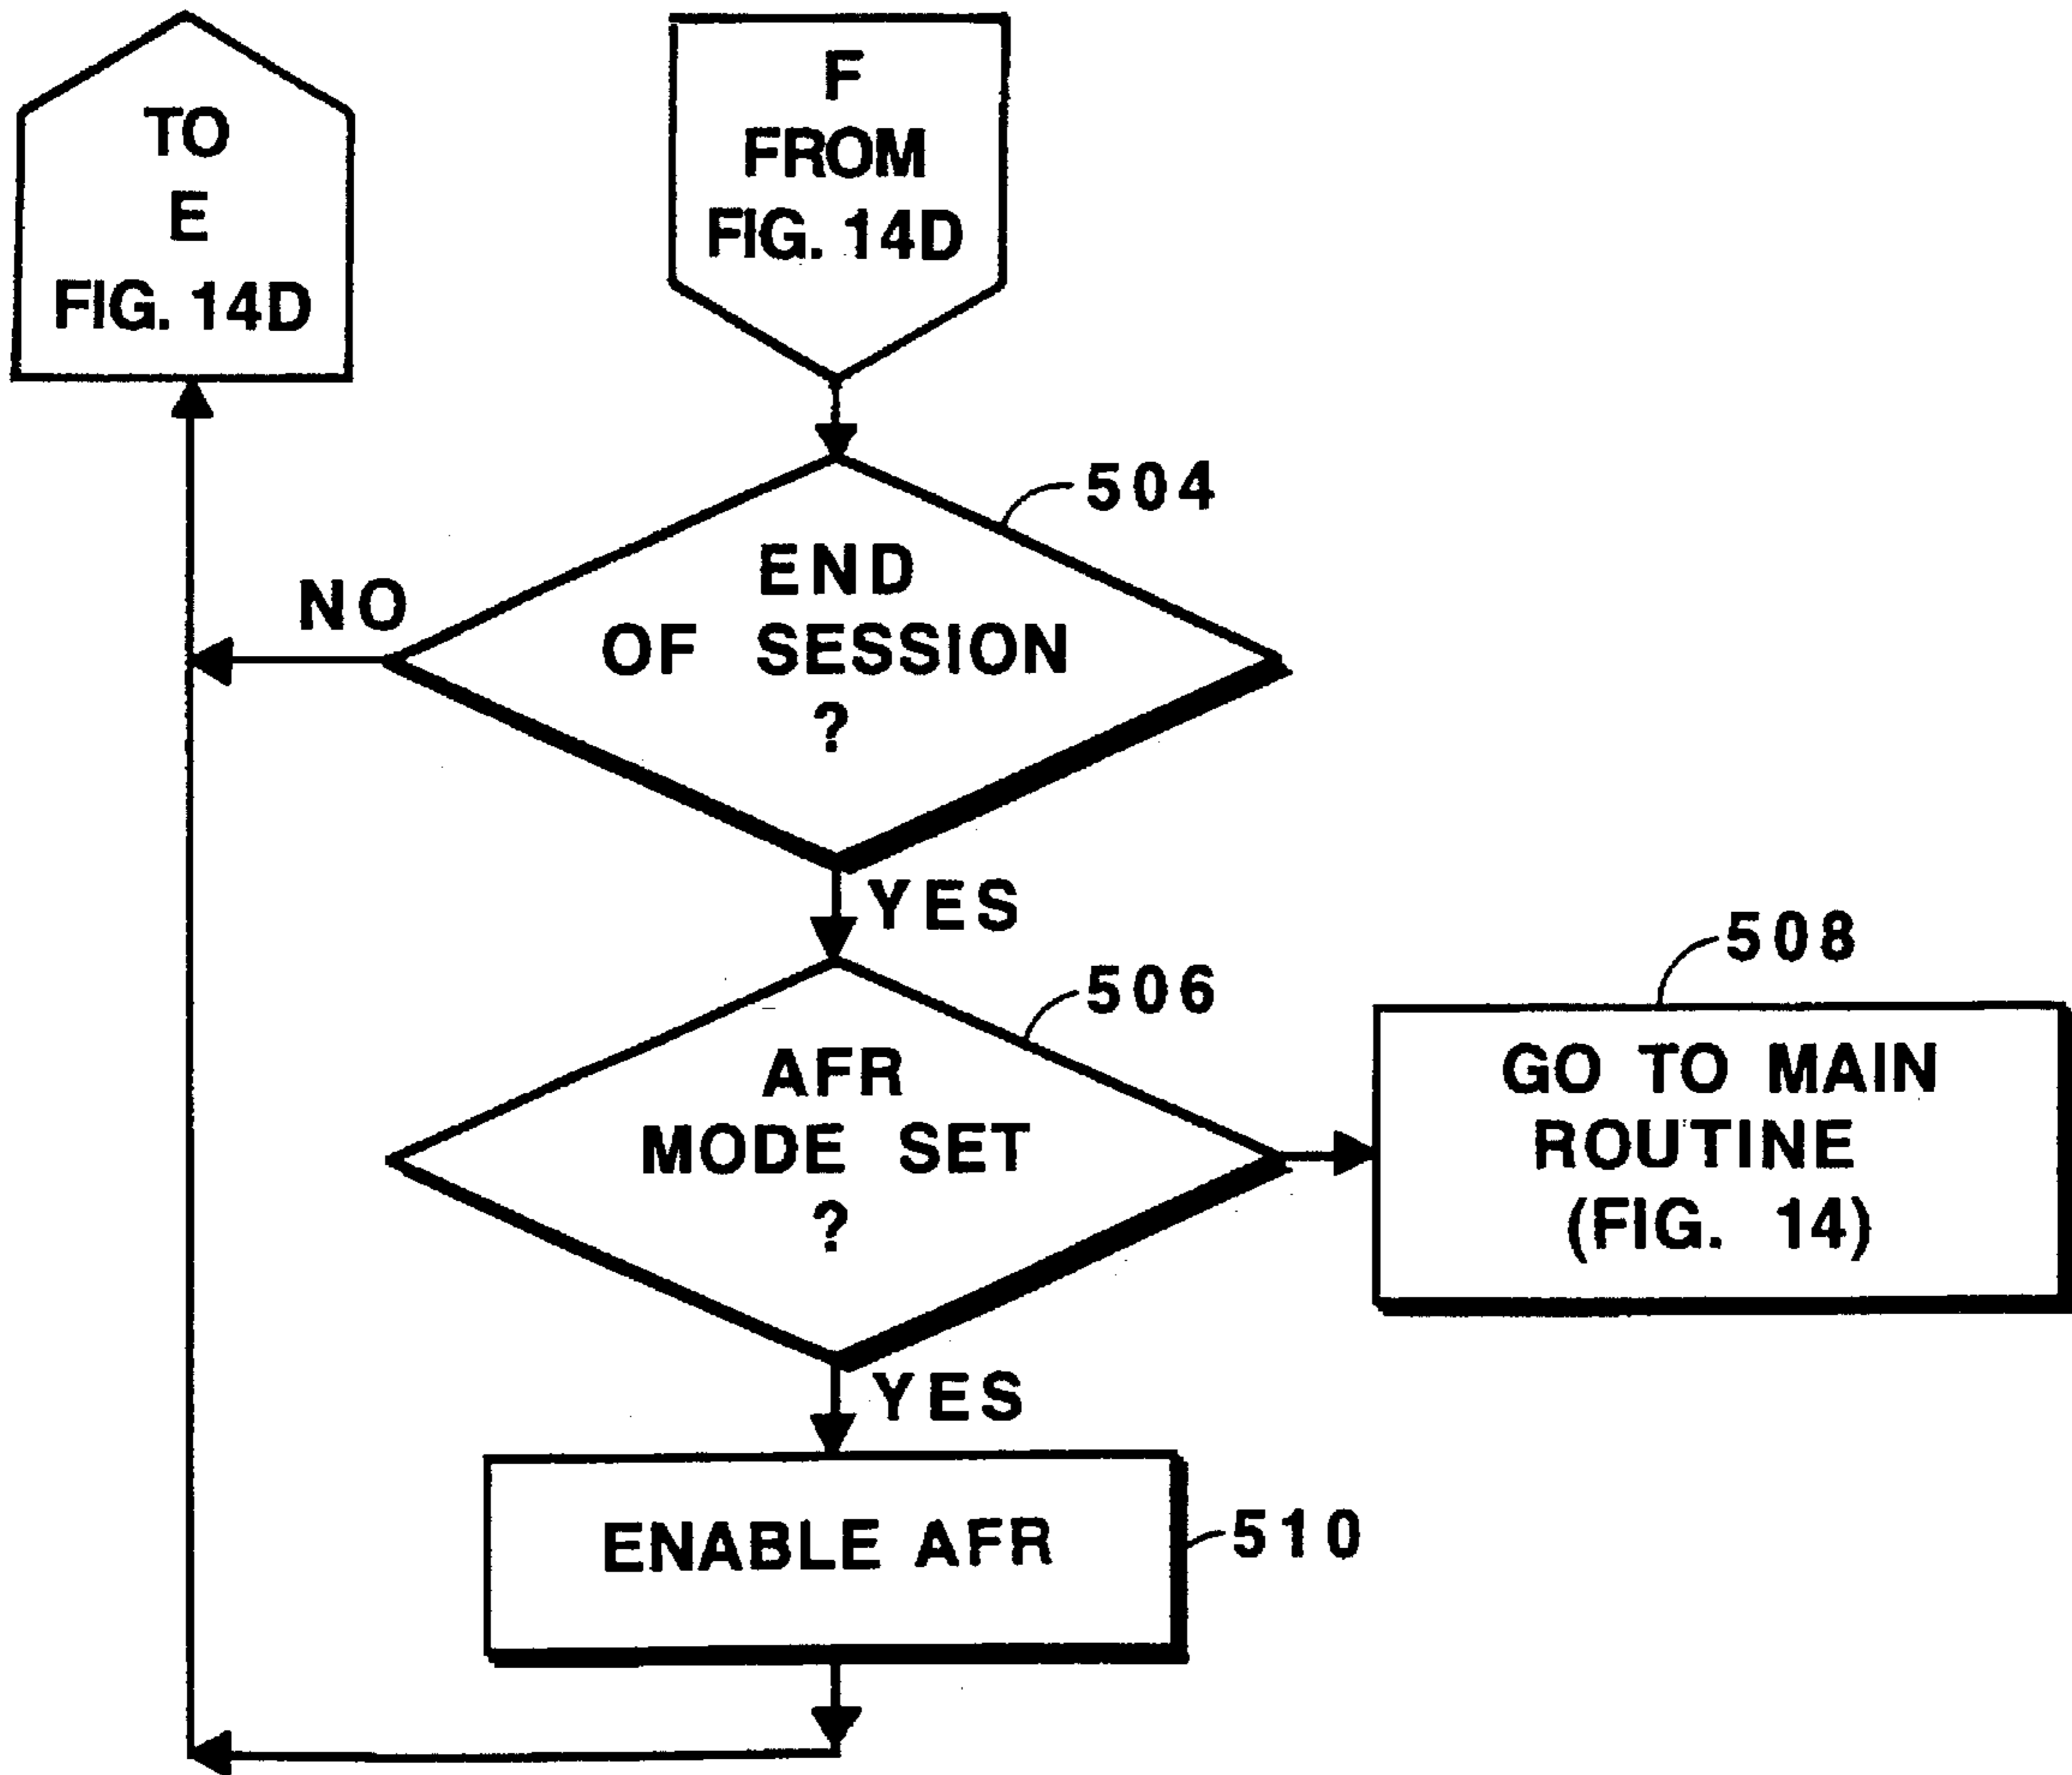 TO
E
FIG. 14D
F
FROM
FIG. 14D
504
END
OF SESSION
?
NO
YES
506
AFR
MODE SET
?
508
GO TO MAIN
ROUTINE
(FIG. 14)
YES
ENABLE AFR
510